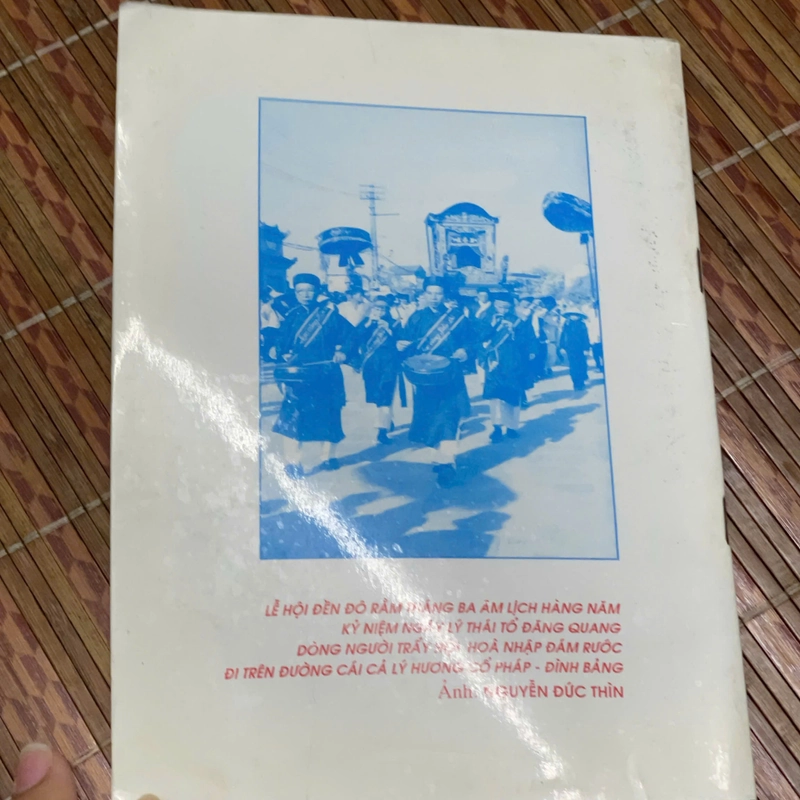 LỄ HỘI ĐỀN ĐÔ RẰM THÁNG BA ÂM LỊCH HÀNG NĂM
KỶ NIỆM NGÀY LÝ THÁI TỔ ĐĂNG QUANG
DÒNG NGƯỜI TRẨY HỘI HOÀ NHẬP ĐÁM RƯỚC
ĐI TRÊN ĐƯỜNG CÁI CẢ LÝ HƯƠNG CỔ PHÁP - ĐÌNH BẢNG
Ảnh: NGUYỄN ĐỨC THÌN